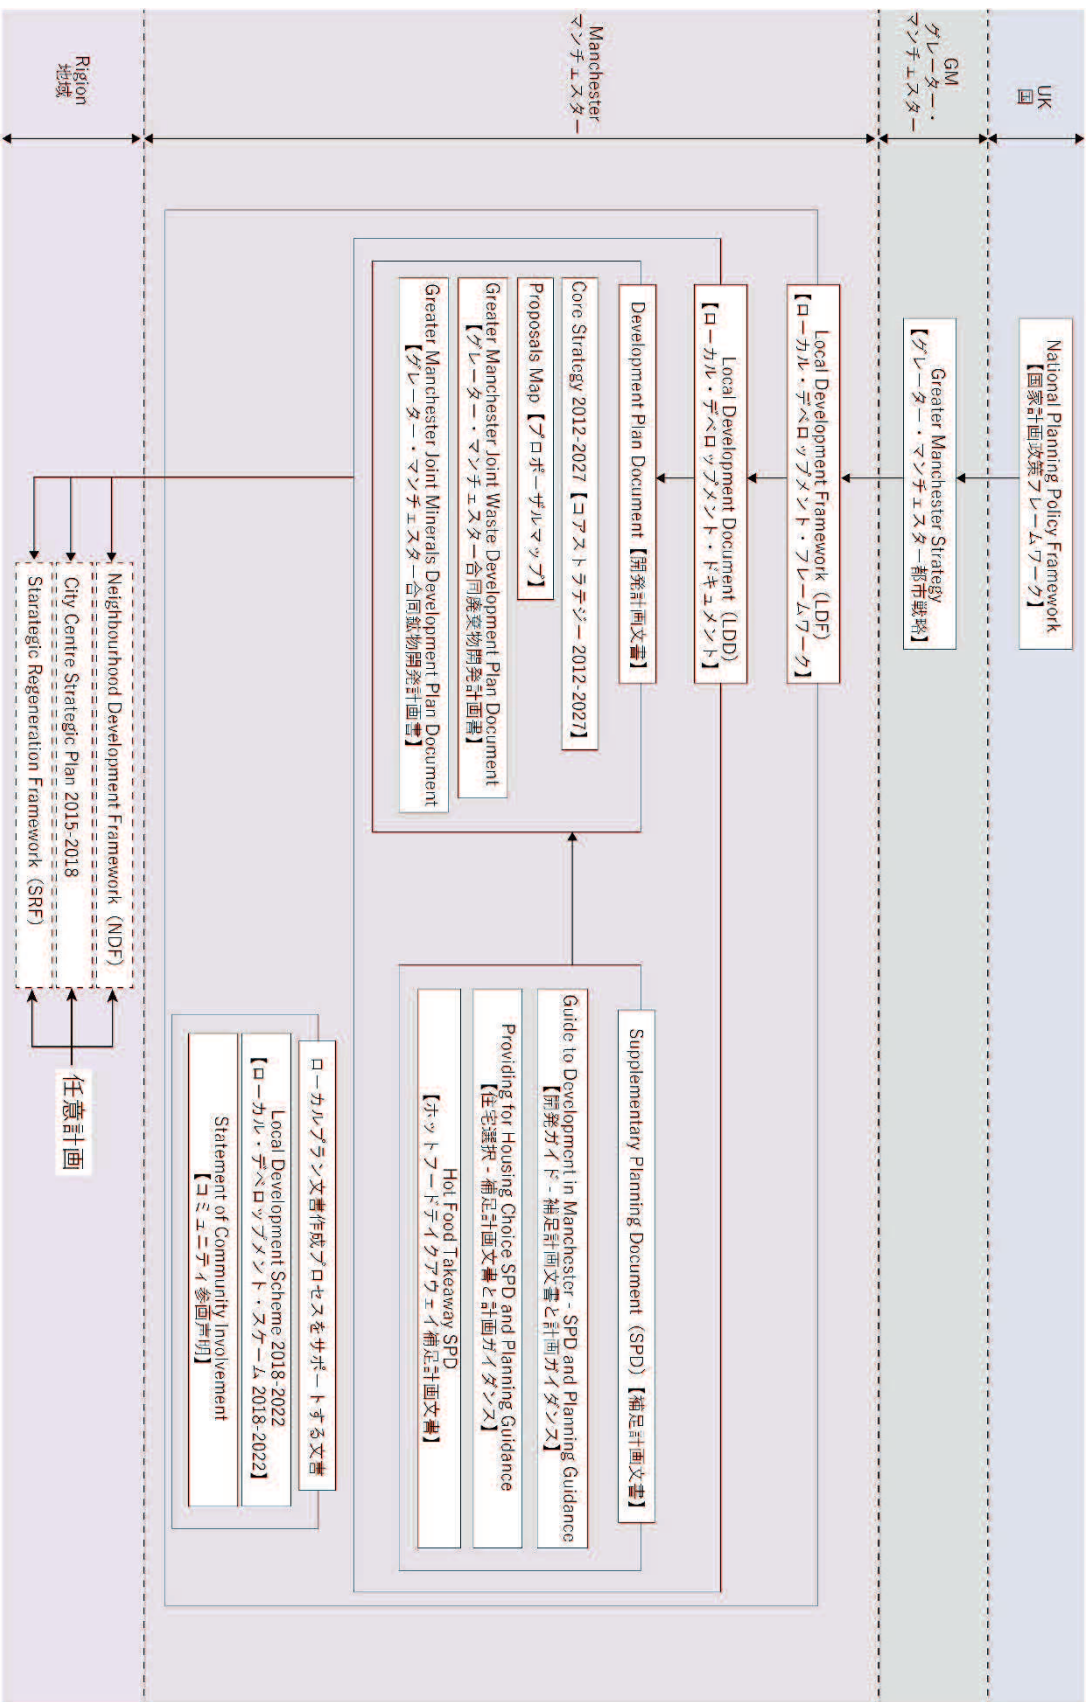 UK
国
National Planning Policy Framework
【国家計画政策フレームワーク】
GM
グレーター・
マンチェスター
Greater Manchester Strategy
【グレーター・マンチェスター都市戦略】
Manchester
マンチェスター
Local Development Framework（LDF）
【ローカル・デベロップメント・フレームワーク】
Local Development Document（LDD）
【ローカル・デベロップメント・ドキュメント】
Development Plan Document【開発計画文書】
Core Strategy 2012-2027【コアストラテジー 2012-2027】
Proposals Map【プロポーザルマップ】
Greater Manchester Joint Waste Development Plan Document
【グレーター・マンチェスター合同廃棄物開発計画書】
Greater Manchester Joint Minerals Development Plan Document
【グレーター・マンチェスター合同鉱物開発計画書】
Supplementary Planning Document（SPD）【補足計画文書】
Guide to Development in Manchester - SPD and Planning Guidance
【開発ガイド - 補足計画文書と計画ガイダンス】
Providing for Housing Choice SPD and Planning Guidance
【住宅選択 - 補足計画文書と計画ガイダンス】
Hot Food Takeaway SPD
【ホットフードテイクアウェイ補足計画文書】
ローカルプラン文書作成プロセスをサポートする文書
Local Development Scheme 2018-2022
【ローカル・デベロップメント・スケーム 2018-2022】
Statement of Community Involvement
【コミュニティ参画声明】
Rigion
地域
Neighbourhood Development Framework（NDF）
City Centre Strategic Plan 2015-2018
Starategic Regeneration Framework（SRF）
任意計画